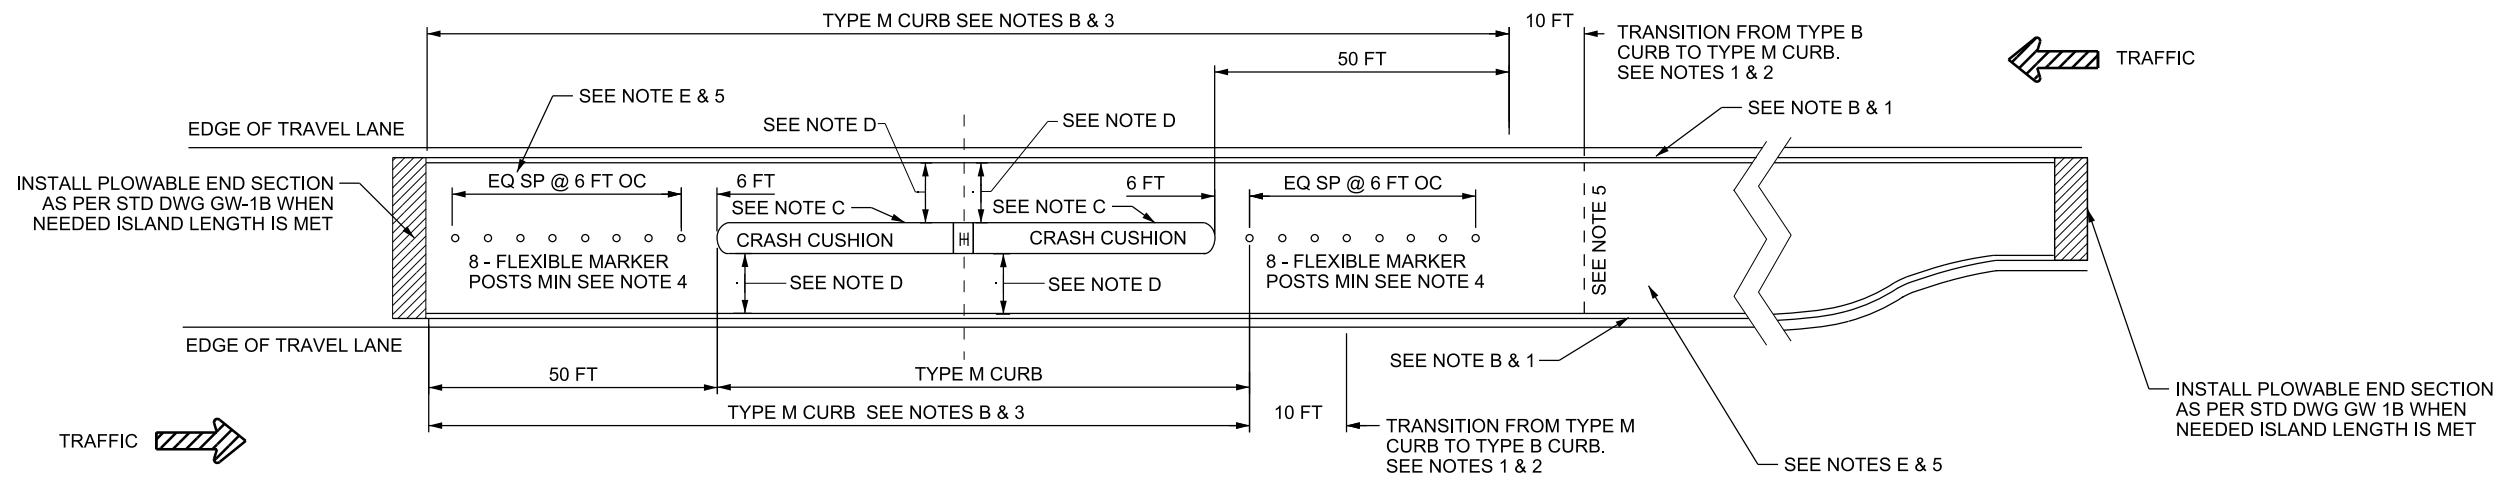 TYPE M CURB SEE NOTES B & 3
10 FT
TRANSITION FROM TYPE B
CURB TO TYPE M CURB.
SEE NOTES 1 & 2
TRAFFIC
50 FT
SEE NOTE E & 5
SEE NOTE B & 1
EDGE OF TRAVEL LANE
SEE NOTE D
SEE NOTE D
INSTALL PLOWABLE END SECTION
AS PER STD DWG GW-1B WHEN
NEEDED ISLAND LENGTH IS MET
EQ SP @ 6 FT OC
6 FT
6 FT
EQ SP @ 6 FT OC
SEE NOTE C
SEE NOTE C
SEE NOTE 5
CRASH CUSHION
CRASH CUSHION
8 - FLEXIBLE MARKER
POSTS MIN SEE NOTE 4
8 - FLEXIBLE MARKER
POSTS MIN SEE NOTE 4
SEE NOTE D
SEE NOTE D
EDGE OF TRAVEL LANE
SEE NOTE B & 1
50 FT
TYPE M CURB
INSTALL PLOWABLE END SECTION
AS PER STD DWG GW 1B WHEN
NEEDED ISLAND LENGTH IS MET
TYPE M CURB SEE NOTES B & 3
10 FT
TRANSITION FROM TYPE M
CURB TO TYPE B CURB.
SEE NOTES 1 & 2
TRAFFIC
SEE NOTES E & 5